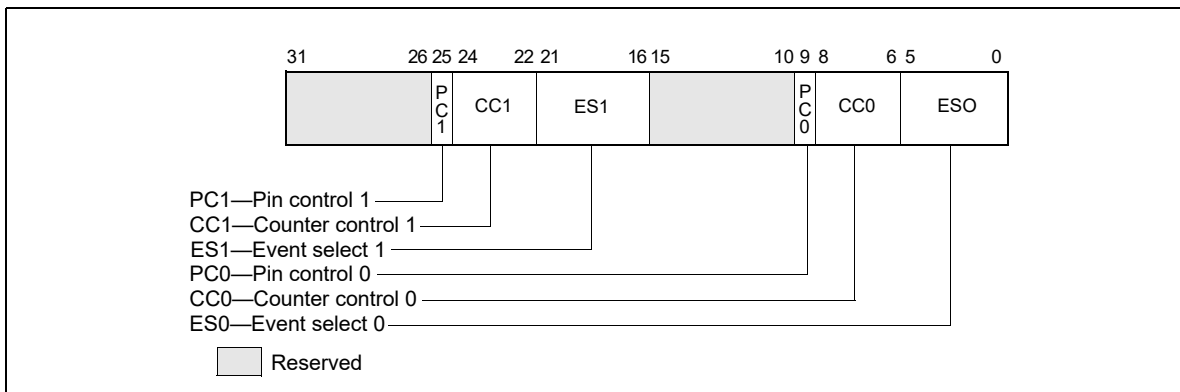 31 26 25 24 22 21 16 15 10 9 8 6 5 0
PC1 CC1 ES1 PC0 CC0 ESO
PC1—Pin control 1
CC1—Counter control 1
ES1—Event select 1
PC0—Pin control 0
CC0—Counter control 0
ES0—Event select 0
Reserved